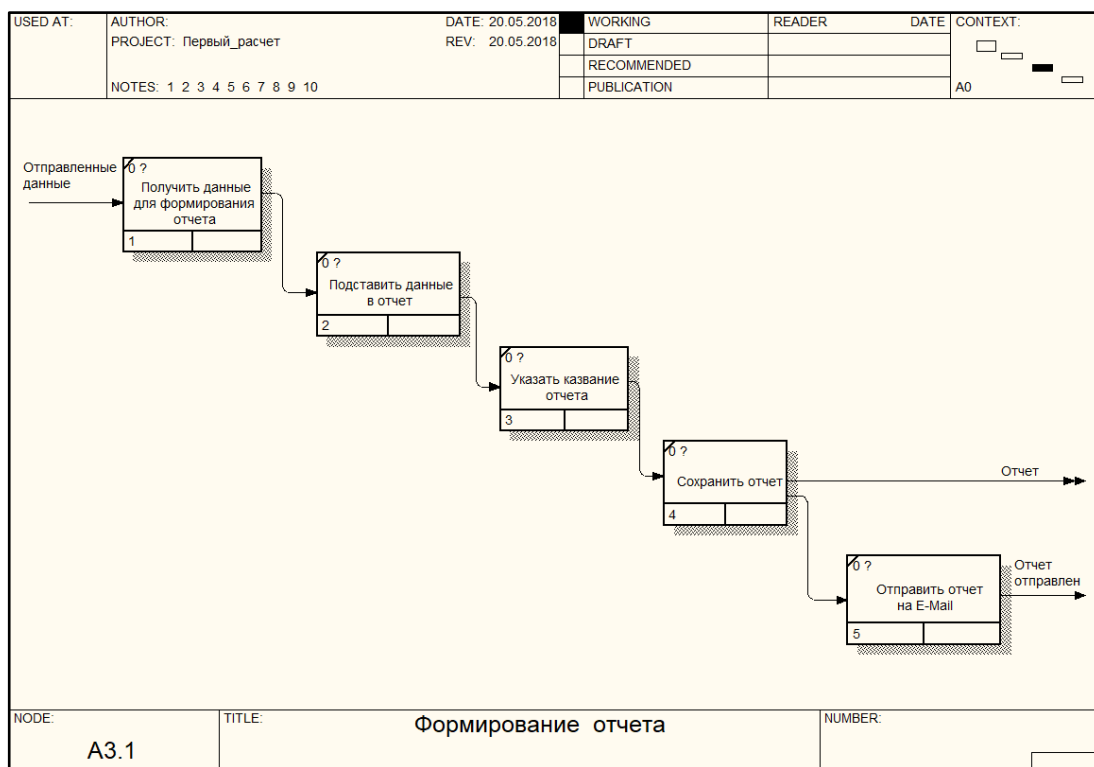 USED AT:
AUTHOR:
DATE: 20.05.2018
WORKING
READER
DATE
CONTEXT:
PROJECT: Первый_расчет
REV: 20.05.2018
DRAFT
RECOMMENDED
NOTES: 1 2 3 4 5 6 7 8 9 10
PUBLICATION
A0
Отправленные
данные
0 ?
Получить данные
для формирования
отчета
1
0 ?
Подставить данные
в отчет
2
0 ?
Указать казвание
отчета
3
0 ?
Сохранить отчет
4
Отчет
0 ?
Отправить отчет
на E-Mail
5
Отчет
отправлен
NODE:
A3.1
TITLE:
Формирование отчета
NUMBER: